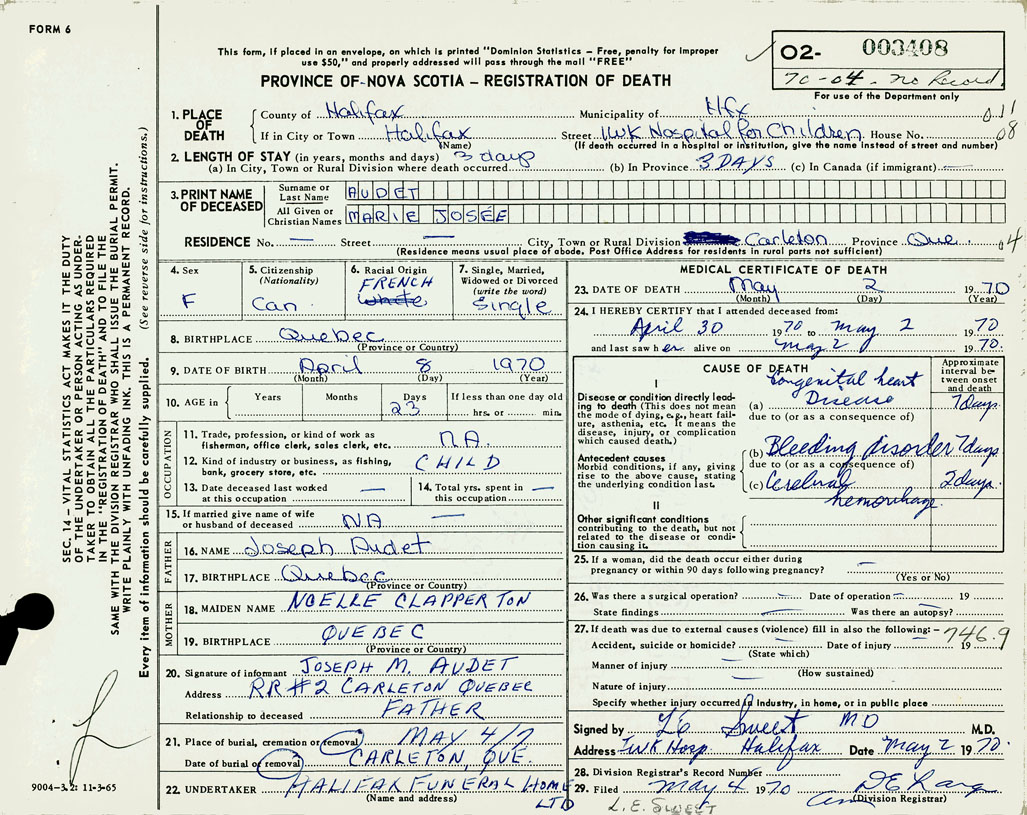 FORM 6
This form, if placed in an envelope, on which is printed "Dominion Statistics – Free, penalty for improper
use $50," and properly addressed will pass through the mail "FREE"
O2- 003408
70-04 - no Record
For use of the Department only
PROVINCE OF NOVA SCOTIA – REGISTRATION OF DEATH
1. PLACE OF DEATH
County of Halifax Municipality of Hfx 011
If in City or Town Halifax Street IWK Hospital for Children House No. 08
(Name) (If death occurred in a hospital or institution, give the name instead of street and number)
2. LENGTH OF STAY (in years, months and days) 3 days
(a) In City, Town or Rural Division where death occurred (b) In Province 3 DAYS (c) In Canada (if immigrant) —
3. PRINT NAME OF DECEASED
Surname or Last Name AUDET
All Given or Christian Names MARIE JOSÉE
RESIDENCE No. — Street — City, Town or Rural Division Carleton Province Que. 04
(Residence means usual place of abode. Post Office Address for residents in rural parts not sufficient)
4. Sex
F
5. Citizenship
(Nationality)
Can
6. Racial Origin
FRENCH
White
7. Single, Married,
Widowed or Divorced
(write the word)
Single
8. BIRTHPLACE Quebec
(Province or Country)
9. DATE OF BIRTH April 8 1970
(Month) (Day) (Year)
10. AGE in
Years Months Days If less than one day old
23 hrs. or min.
OCCUPATION
11. Trade, profession or kind of work as
fisherman, office clerk, sales clerk, etc. NA.
12. Kind of industry or business, as fishing,
bank, grocery store, etc. CHILD
13. Date deceased last worked
at this occupation —
14. Total yrs. spent in
this occupation —
15. If married give name of wife
or husband of deceased NA —
FATHER
16. NAME Joseph Audet
17. BIRTHPLACE Quebec
(Province or Country)
MOTHER
18. MAIDEN NAME NOELLE CLAPPERTON
19. BIRTHPLACE QUEBEC
(Province or Country)
20. Signature of informant JOSEPH M. AUDET
Address RR#2 CARLETON QUEBEC
Relationship to deceased FATHER
21. Place of burial, cremation or removal MAY 4/7
Date of burial or removal CARLETON, QUE.
22. UNDERTAKER HALIFAX FUNERAL HOME
(Name and address) LTD
MEDICAL CERTIFICATE OF DEATH
23. DATE OF DEATH May 2 1970
(Month) (Day) (Year)
24. I HEREBY CERTIFY that I attended deceased from:
April 30 1970 to May 2 1970
and last saw her alive on May 2 1970.
CAUSE OF DEATH
Approximate
interval be-
tween onset
and death
I
Disease or condition directly lead-
ing to death (This does not
mean the mode of dying, e.g., heart fail-
ure, asthenia, etc. It means the
disease, injury, or complication
which caused death.)
Congenital heart
(a) Disease 7 days.
due to (or as a consequence of)
Antecedent causes
Morbid conditions, if any, giving
rise to the above cause, stating
the underlying condition last.
(b) Bleeding disorder 7 days
due to (or as a consequence of)
(c) Cerebral 2 days.
hemorrhage.
II
Other significant conditions
contributing to the death, but not
related to the disease or condi-
tion causing it.
25. If a woman, did the death occur either during
pregnancy or within 90 days following pregnancy? —
(Yes or No)
26. Was there a surgical operation? — Date of operation — 19
State findings — Was there an autopsy? —
27. If death was due to external causes (violence) fill in also the following:- 746.9
Accident, suicide or homicide? — Date of injury — 19
(State which)
Manner of injury —
(How sustained)
Nature of injury —
Specify whether injury occurred in Industry, in home, or in public place
Signed by LE Sweet MD M.D.
Address IWK Hosp. Halifax Date May 2 1970.
28. Division Registrar's Record Number
29. Filed May 4 1970
(Division Registrar)
L.E. SWEET
SEC. 14 – VITAL STATISTICS ACT MAKES IT THE DUTY
OF THE UNDERTAKER OR PERSON ACTING AS UNDER-
TAKER TO OBTAIN ALL THE PARTICULARS REQUIRED
IN THE "REGISTRATION OF DEATH" AND TO FILE THE
SAME WITH THE DIVISION REGISTRAR WHO SHALL ISSUE THE BURIAL PERMIT.
WRITE PLAINLY WITH UNFADING INK. THIS IS A PERMANENT RECORD.
Every item of information should be carefully supplied. (See reverse side for instructions.)
9004-3.2: 11-3-65